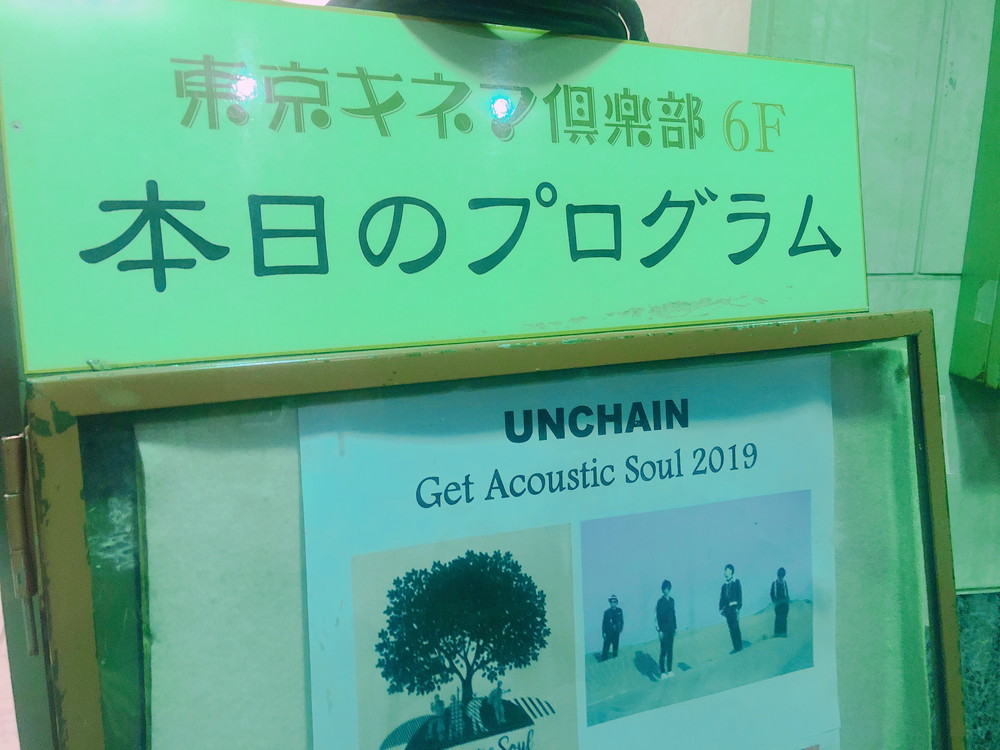 東京キネマ倶楽部 6F
本日のプログラム
UNCHAIN
Get Acoustic Soul 2019
Soul